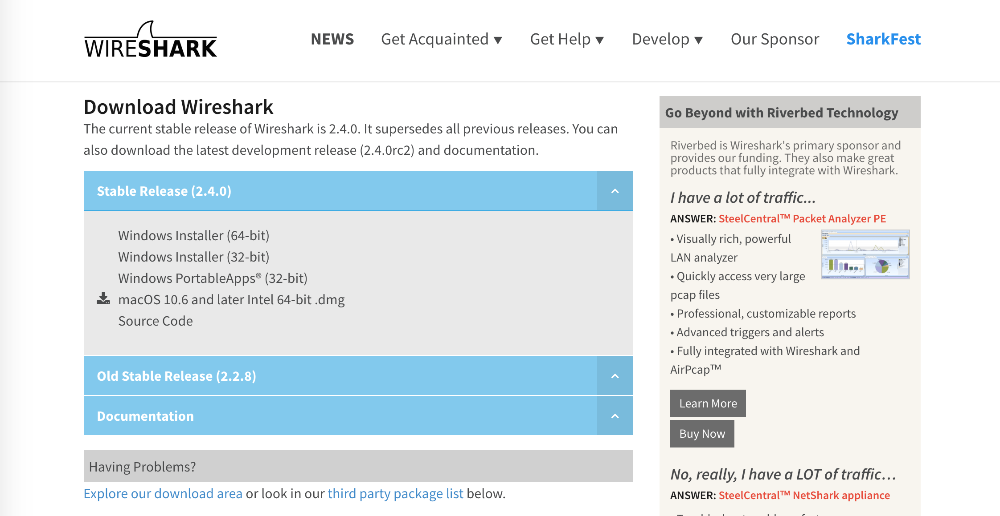 WIRESHARK
NEWS Get Acquainted ▼ Get Help ▼ Develop ▼ Our Sponsor SharkFest
Download Wireshark
The current stable release of Wireshark is 2.4.0. It supersedes all previous releases. You can
also download the latest development release (2.4.0rc2) and documentation.
Stable Release (2.4.0)
Windows Installer (64-bit)
Windows Installer (32-bit)
Windows PortableApps® (32-bit)
macOS 10.6 and later Intel 64-bit .dmg
Source Code
Old Stable Release (2.2.8)
Documentation
Having Problems?
Explore our download area or look in our third party package list below.
Go Beyond with Riverbed Technology
Riverbed is Wireshark's primary sponsor and
provides our funding. They also make great
products that fully integrate with Wireshark.
I have a lot of traffic...
ANSWER: SteelCentral™ Packet Analyzer PE
• Visually rich, powerful
LAN analyzer
• Quickly access very large
pcap files
• Professional, customizable reports
• Advanced triggers and alerts
• Fully integrated with Wireshark and
AirPcap™
Learn More
Buy Now
No, really, I have a LOT of traffic…
ANSWER: SteelCentral™ NetShark appliance